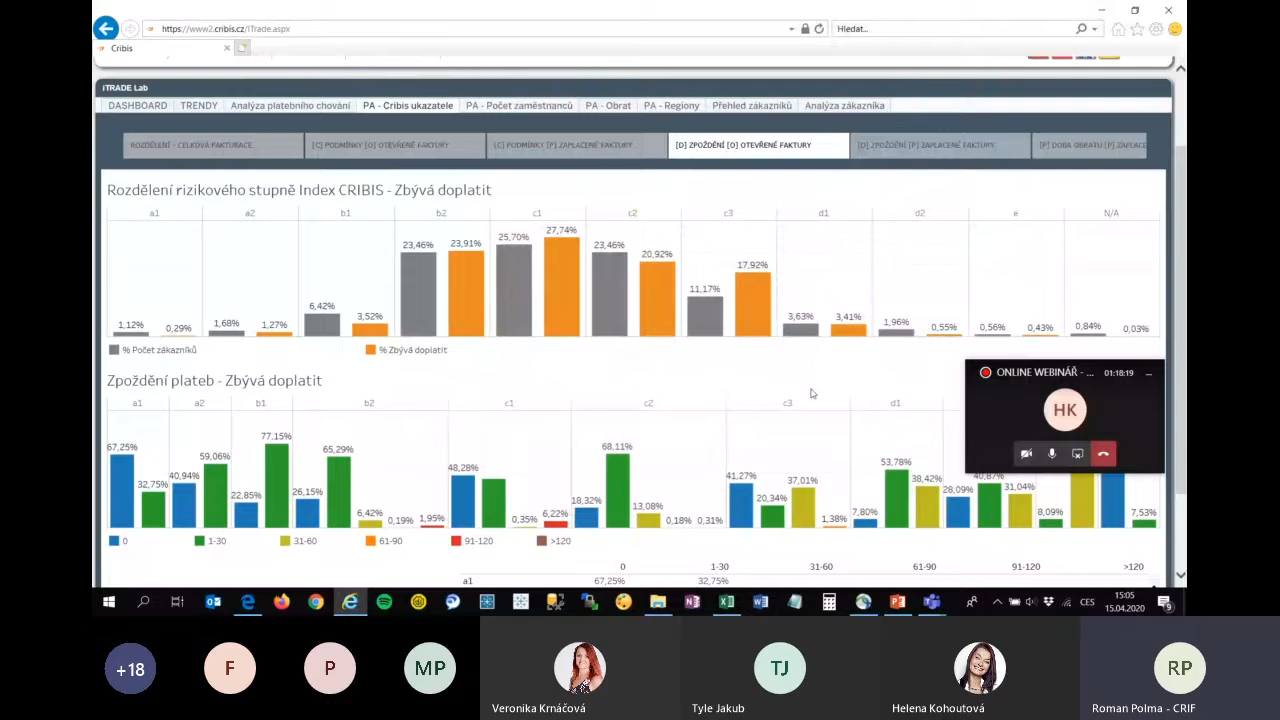 https://www2.cribis.cz/ITrade.aspx
Hledat...
Cribis
iTRADE Lab
DASHBOARD TRENDY Analýza platebního chování PA - Cribis ukazatele PA - Počet zaměstnanců PA - Obrat PA - Regiony Přehled zákazníků Analýza zákazníka
ROZDĚLENÍ - CELKOVÁ FAKTURACE [C] PODMÍNKY [O] OTEVŘENÉ FAKTURY [C] PODMÍNKY [P] ZAPLACENÉ FAKTURY [D] ZPOŽDĚNÍ [O] OTEVŘENÉ FAKTURY [D] ZPOŽDĚNÍ [P] ZAPLACENÉ FAKTURY [P] DOBA OBRATU [P] ZAPLACE
Rozdělení rizikového stupně Index CRIBIS - Zbývá doplatit
a1 a2 b1 b2 c1 c2 c3 d1 d2 e N/A
1,12% 0,29% 1,68% 1,27% 6,42% 3,52% 23,46% 23,91% 25,70% 27,74% 23,46% 20,92% 11,17% 17,92% 3,63% 3,41% 1,96% 0,55% 0,56% 0,43% 0,84% 0,03%
% Počet zákazníků % Zbývá doplatit
Zpoždění plateb - Zbývá doplatit
a1 a2 b1 b2 c1 c2 c3 d1
67,25% 32,75% 40,94% 59,06% 22,85% 77,15% 26,15% 65,29% 6,42% 0,19% 1,95% 48,28% 0,35% 6,22% 18,32% 68,11% 13,08% 0,18% 0,31% 41,27% 20,34% 37,01% 1,38% 7,80% 53,78% 38,42% 28,09% 40,87% 31,04% 8,09% 7,53%
0 1-30 31-60 61-90 91-120 >120
0 1-30 31-60 61-90 91-120 >120
a1 67,25% 32,75%
ONLINE WEBINÁŘ - ... 01:18:19
HK
CES
15:05
15.04.2020
9
+18 F P MP TJ RP
Veronika Krnáčová Tyle Jakub Helena Kohoutová Roman Polma - CRIF